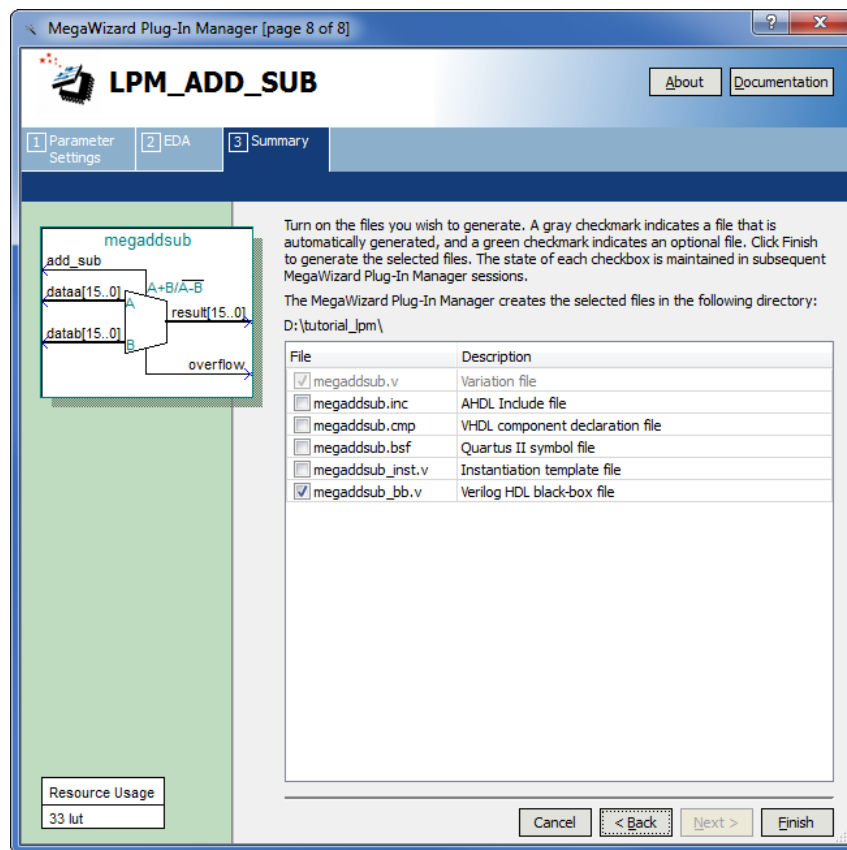 MegaWizard Plug-In Manager [page 8 of 8]
?
X
LPM_ADD_SUB
About
Documentation
1 Parameter Settings
2 EDA
3 Summary
megaddsub
add_sub
A+B/A-B
dataa[15..0]
A
result[15..0]
datab[15..0]
B
overflow
Turn on the files you wish to generate. A gray checkmark indicates a file that is
automatically generated, and a green checkmark indicates an optional file. Click Finish
to generate the selected files. The state of each checkbox is maintained in subsequent
MegaWizard Plug-In Manager sessions.
The MegaWizard Plug-In Manager creates the selected files in the following directory:
D:\tutorial_lpm\
File Description
megaddsub.v Variation file
megaddsub.inc AHDL Include file
megaddsub.cmp VHDL component declaration file
megaddsub.bsf Quartus II symbol file
megaddsub_inst.v Instantiation template file
megaddsub_bb.v Verilog HDL black-box file
Resource Usage
33 lut
Cancel
< Back
Next >
Finish